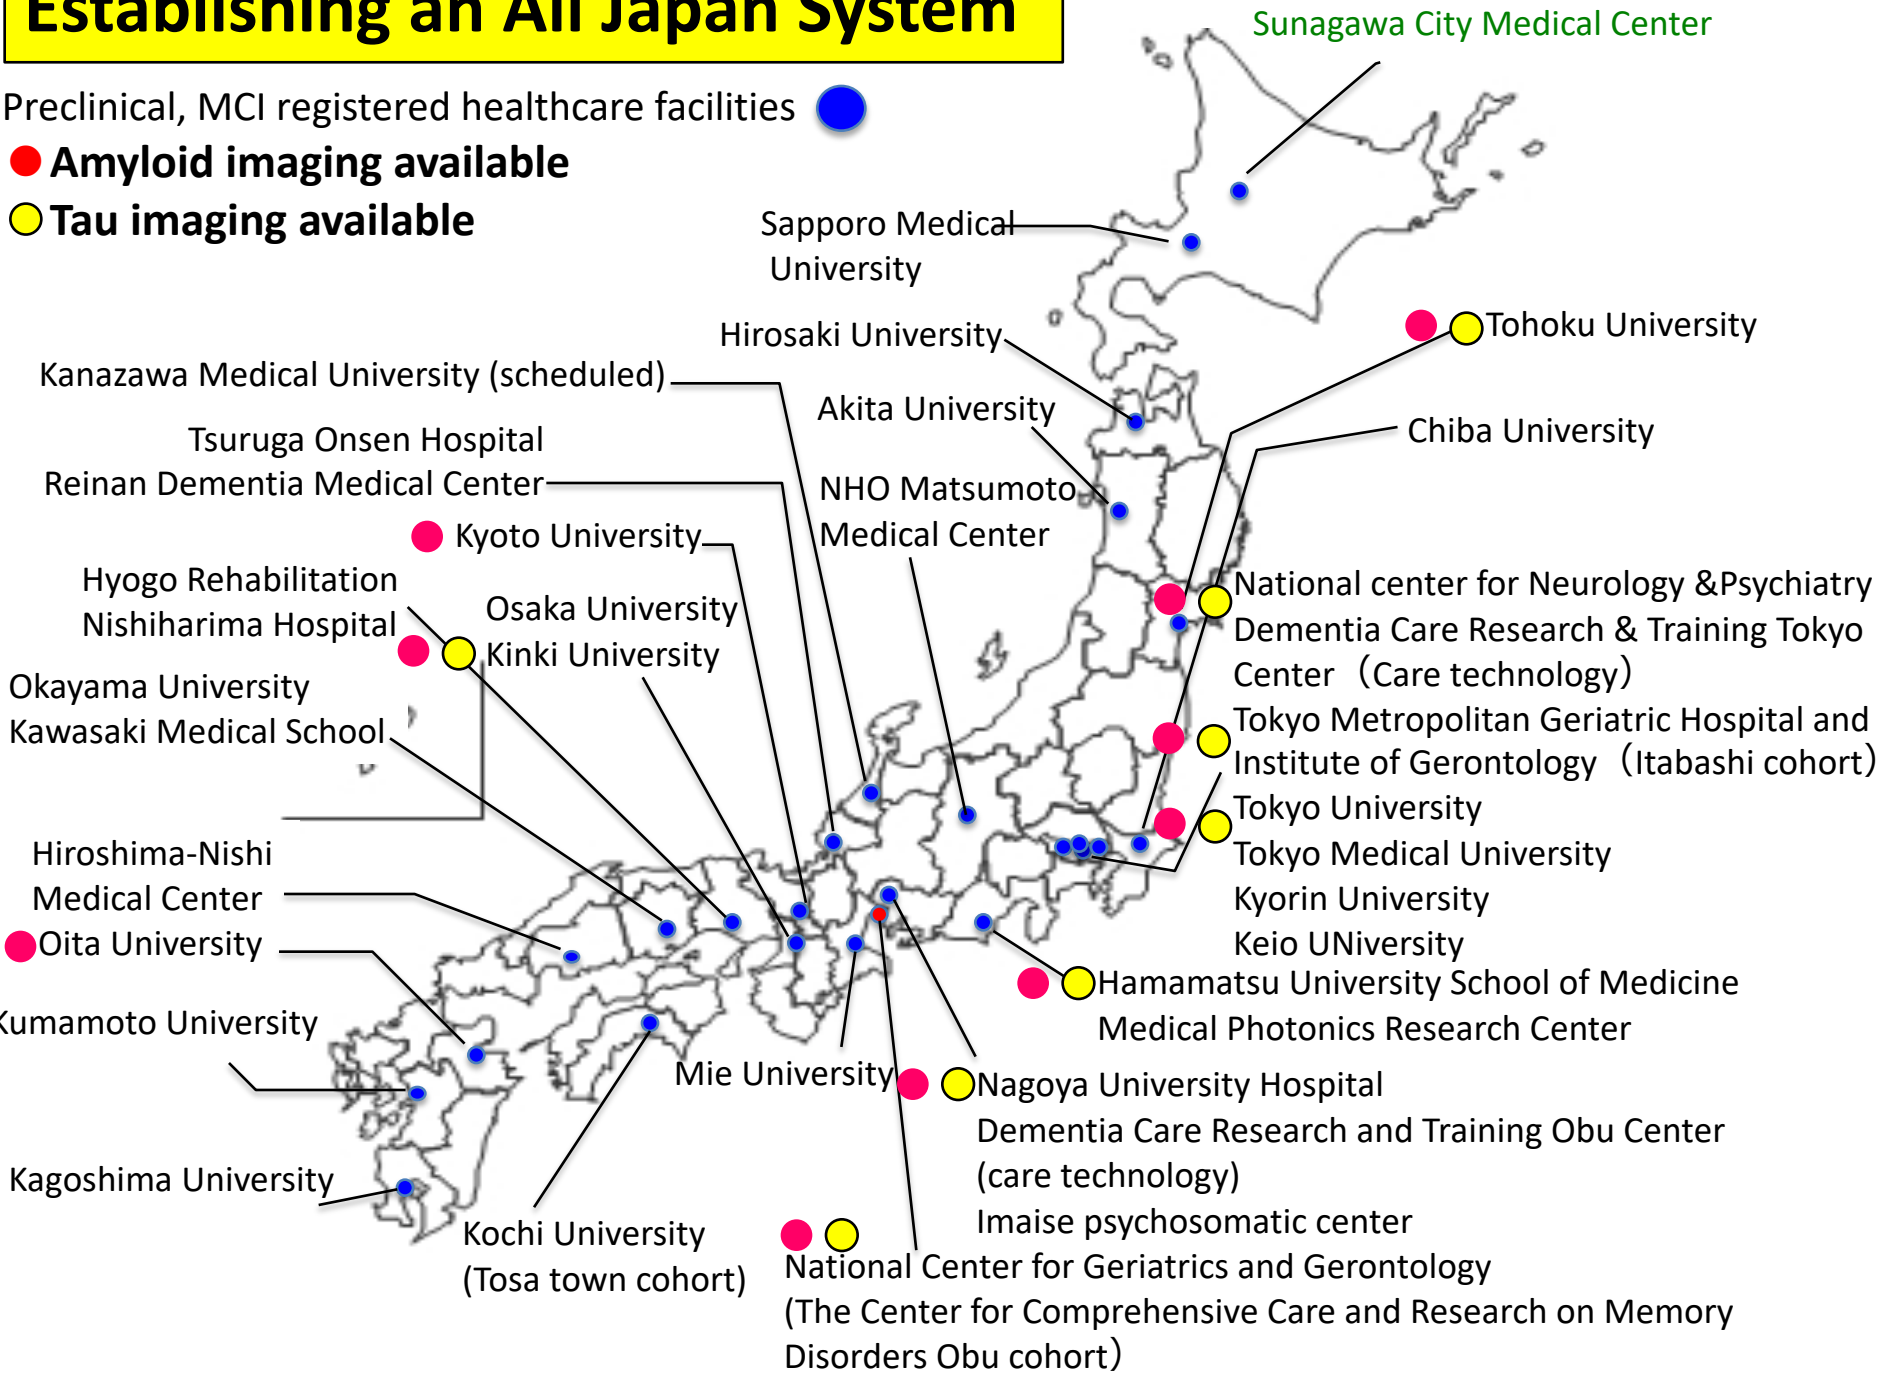 Establishing an All Japan System
Sunagawa City Medical Center
Preclinical, MCI registered healthcare facilities
Amyloid imaging available
Tau imaging available
Sapporo Medical
University
Hirosaki University
Tohoku University
Kanazawa Medical University (scheduled)
Akita University
Chiba University
Tsuruga Onsen Hospital
Reinan Dementia Medical Center
NHO Matsumoto
Medical Center
Kyoto University
Hyogo Rehabilitation
Nishiharima Hospital
Osaka University
Kinki University
National center for Neurology &Psychiatry
Dementia Care Research & Training Tokyo
Center（Care technology）
Okayama University
Kawasaki Medical School
Tokyo Metropolitan Geriatric Hospital and
Institute of Gerontology（Itabashi cohort）
Tokyo University
Tokyo Medical University
Kyorin University
Keio UNiversity
Hiroshima-Nishi
Medical Center
Oita University
Hamamatsu University School of Medicine
Medical Photonics Research Center
Kumamoto University
Mie University
Nagoya University Hospital
Dementia Care Research and Training Obu Center
(care technology)
Imaise psychosomatic center
Kagoshima University
Kochi University
(Tosa town cohort)
National Center for Geriatrics and Gerontology
(The Center for Comprehensive Care and Research on Memory
Disorders Obu cohort）